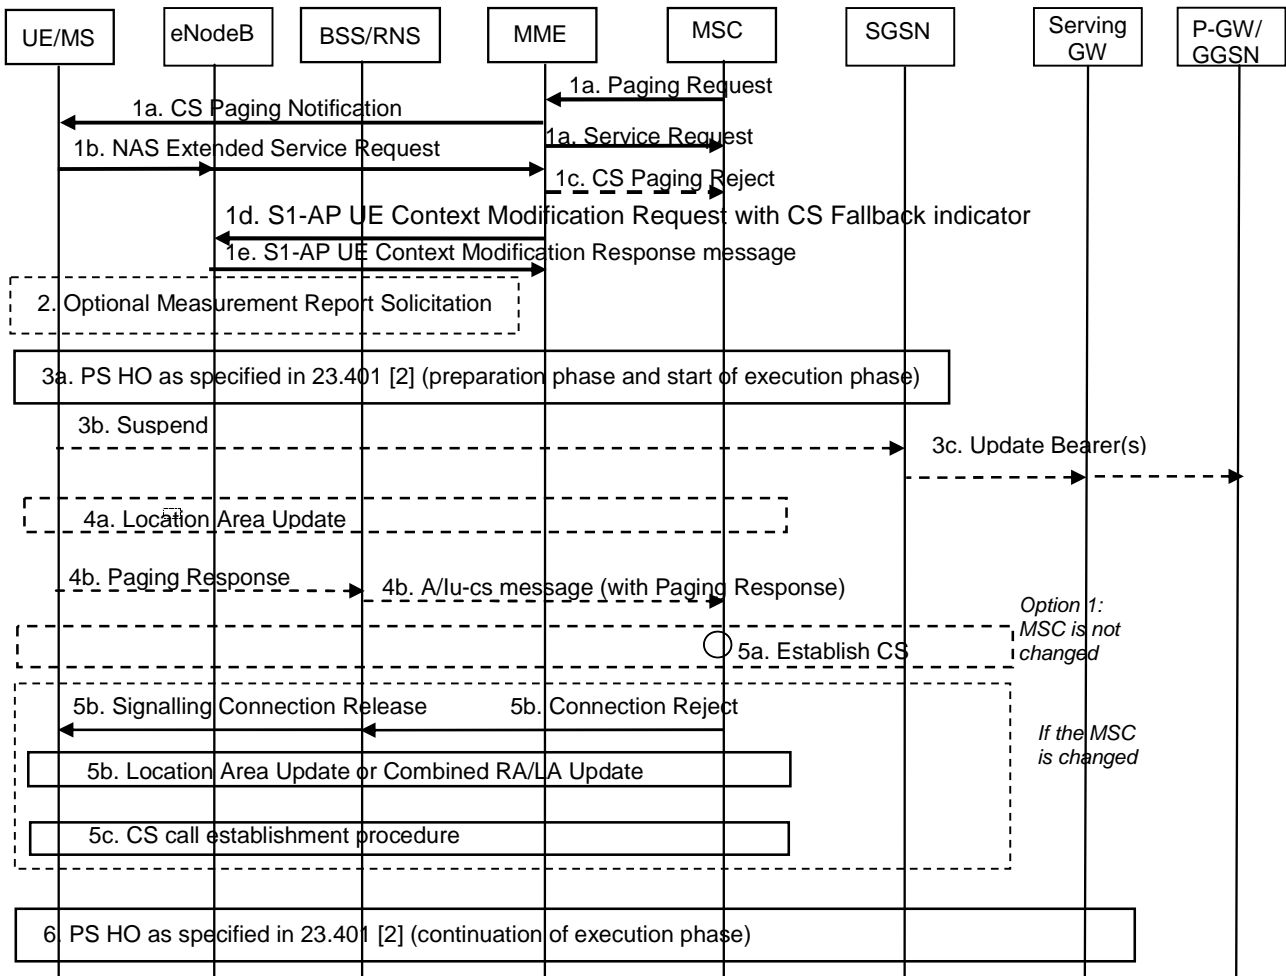 UE/MS
eNodeB
BSS/RNS
MME
MSC
SGSN
Serving
GW
P-GW/
GGSN
1a. Paging Request
1a. CS Paging Notification
1a. Service Request
1b. NAS Extended Service Request
1c. CS Paging Reject
1d. S1-AP UE Context Modification Request with CS Fallback indicator
1e. S1-AP UE Context Modification Response message
2. Optional Measurement Report Solicitation
3a. PS HO as specified in 23.401 [2] (preparation phase and start of execution phase)
3b. Suspend
3c. Update Bearer(s)
4a. Location Area Update
4b. Paging Response
4b. A/Iu-cs message (with Paging Response)
Option 1:
MSC is not
changed
5a. Establish CS
5b. Signalling Connection Release
5b. Connection Reject
If the MSC
is changed
5b. Location Area Update or Combined RA/LA Update
5c. CS call establishment procedure
6. PS HO as specified in 23.401 [2] (continuation of execution phase)